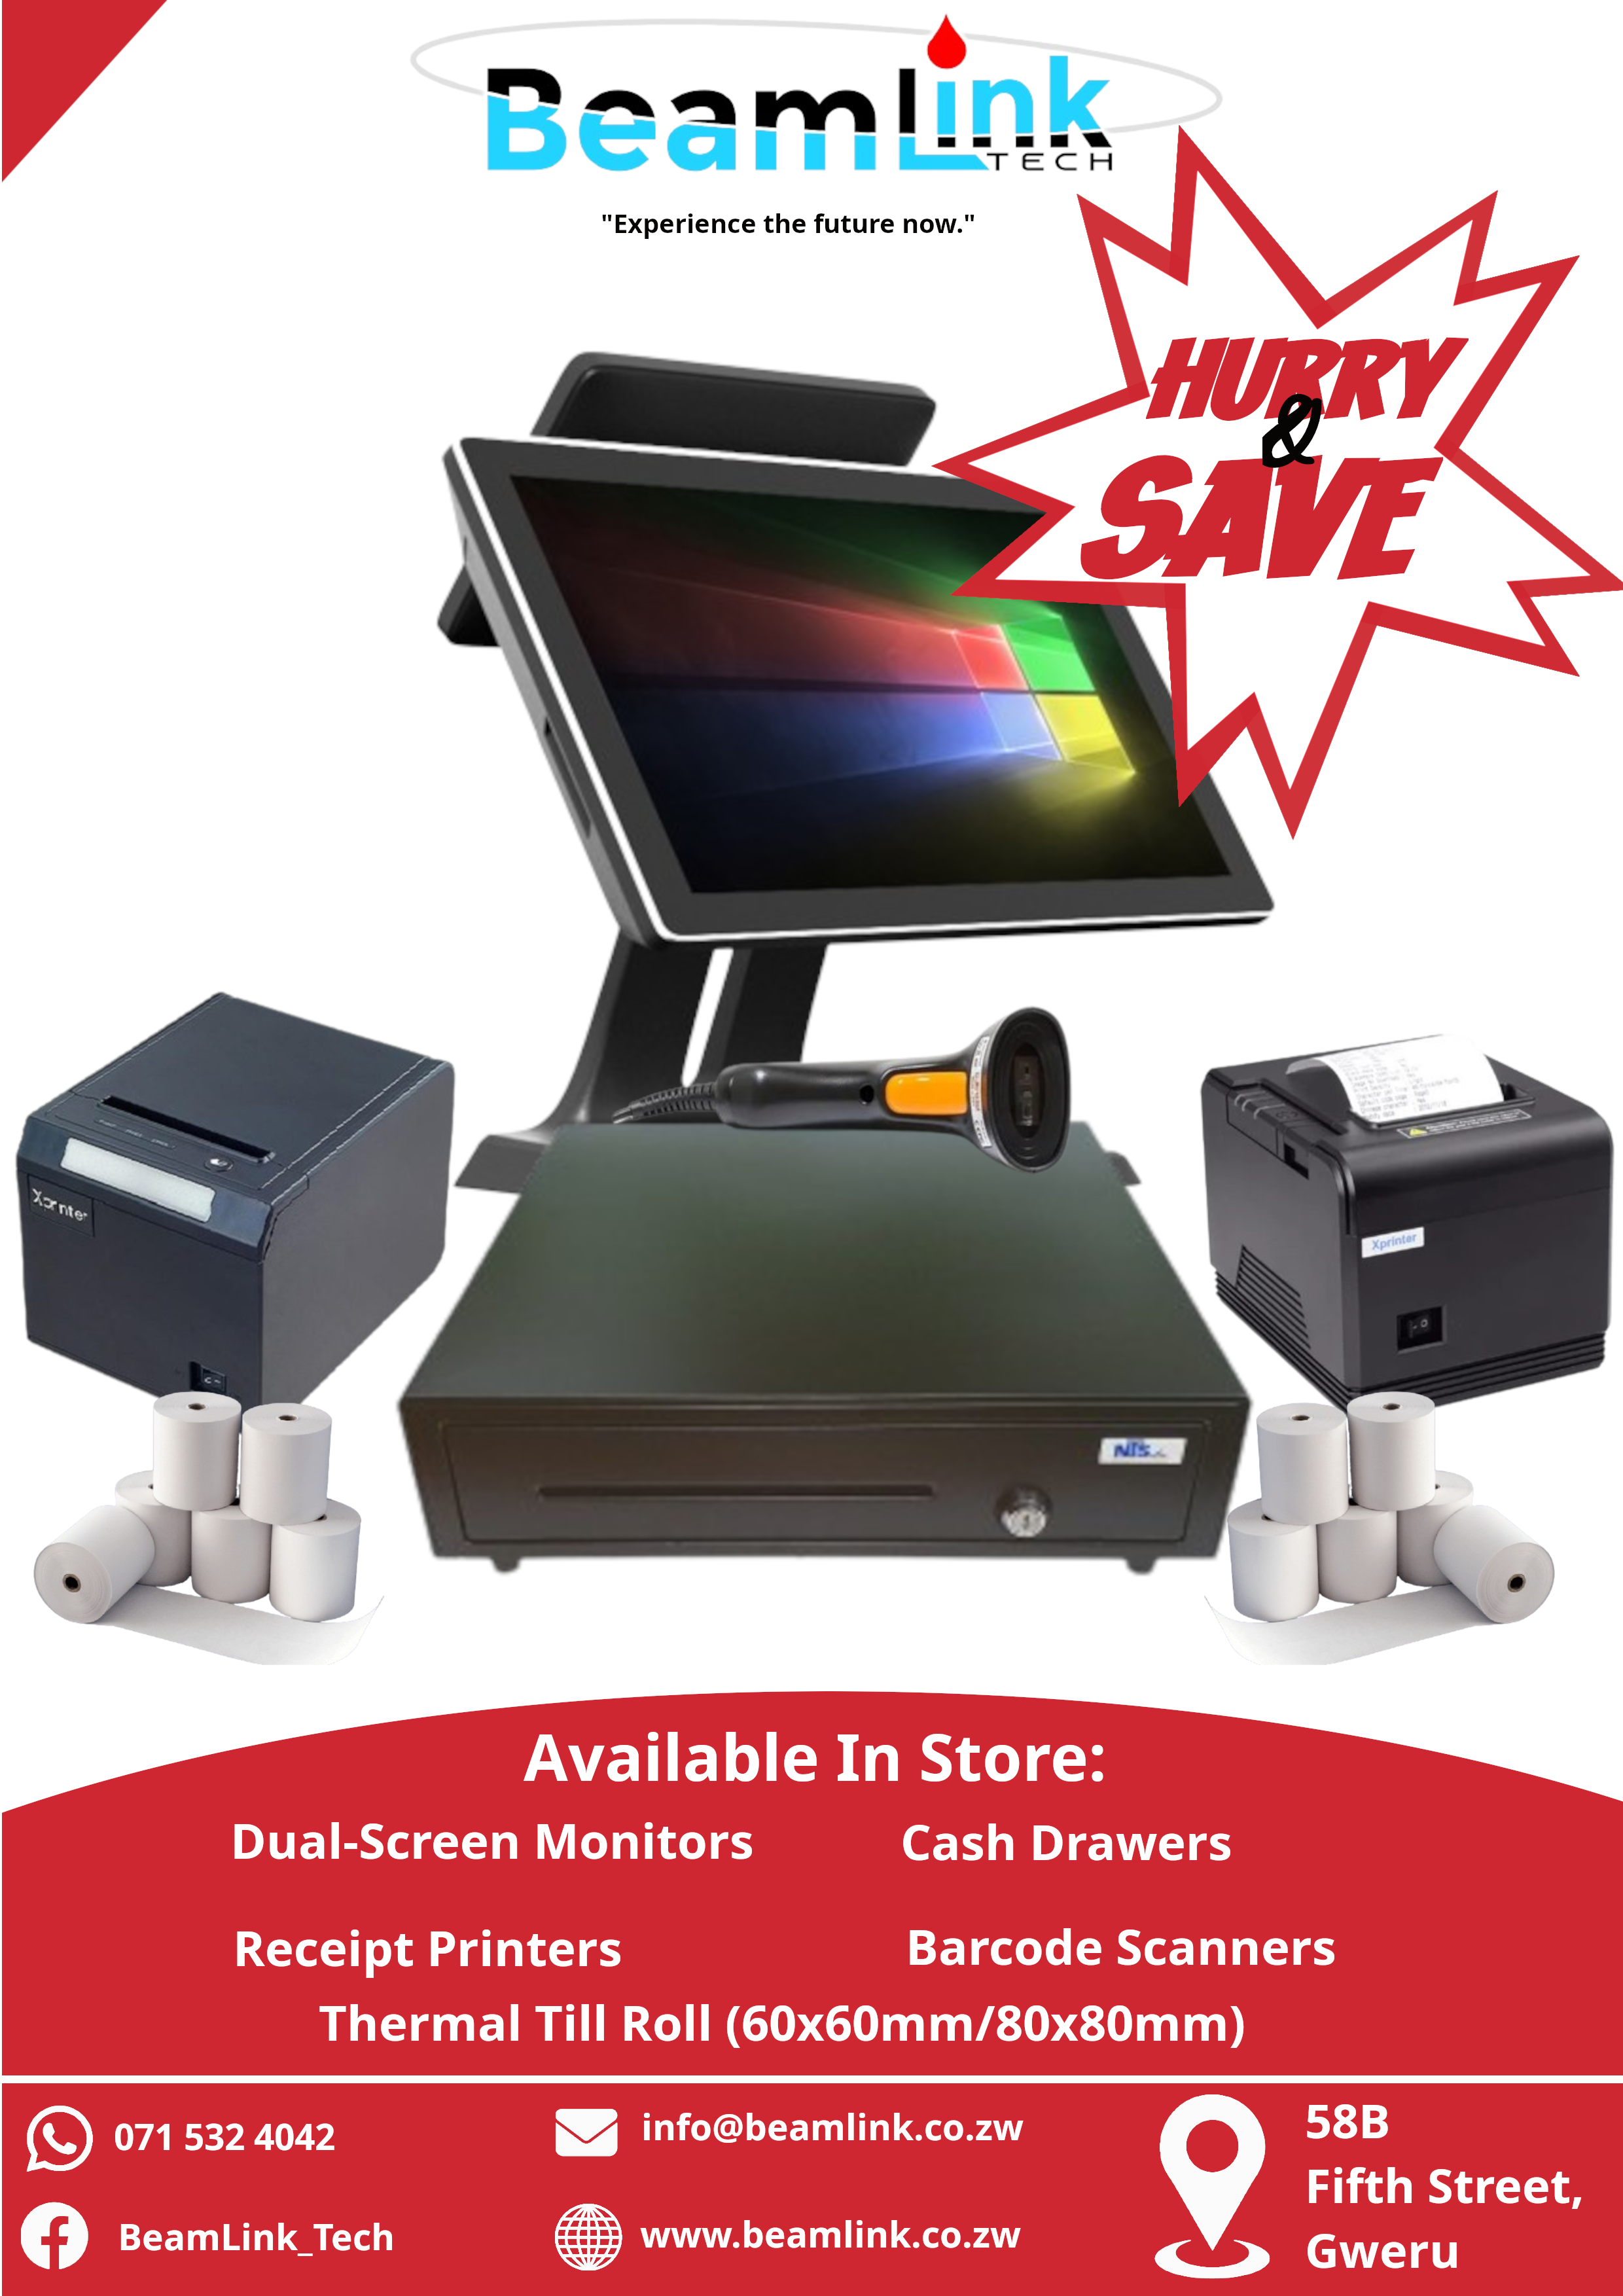 BeamLink
TECH
"Experience the future now."
HURRY
&
SAVE
Xprinter
Xprinter
NTS
Available In Store:
Dual-Screen Monitors
Cash Drawers
Receipt Printers
Barcode Scanners
Thermal Till Roll (60x60mm/80x80mm)
071 532 4042
info@beamlink.co.zw
58B
Fifth Street,
Gweru
BeamLink_Tech
www.beamlink.co.zw